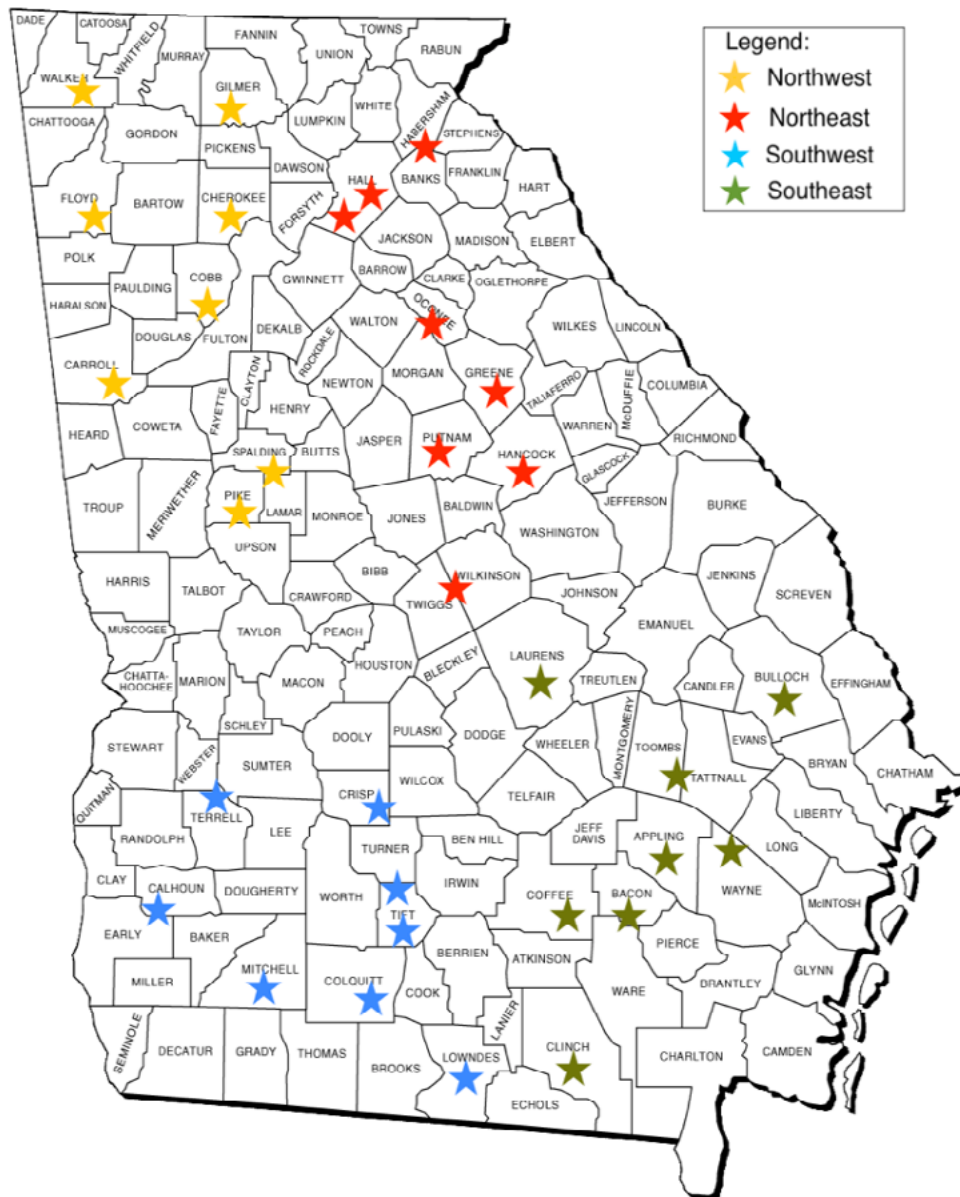 Legend:
Northwest
Northeast
Southwest
Southeast
DADE
CATOOSA
WHITFIELD
MURRAY
FANNIN
UNION
TOWNS
RABUN
WALKER
GILMER
LUMPKIN
WHITE
HABERSHAM
STEPHENS
CHATTOOGA
GORDON
PICKENS
DAWSON
HALL
BANKS
FRANKLIN
HART
FLOYD
BARTOW
CHEROKEE
FORSYTH
JACKSON
MADISON
ELBERT
POLK
PAULDING
COBB
GWINNETT
BARROW
CLARKE
OGLETHORPE
HARALSON
DOUGLAS
FULTON
DEKALB
ROCKDALE
WALTON
OCONEE
WILKES
LINCOLN
CARROLL
CLAYTON
FAYETTE
HENRY
NEWTON
MORGAN
GREENE
TALIAFERRO
McDUFFIE
COLUMBIA
HEARD
COWETA
SPALDING
BUTTS
JASPER
PUTNAM
HANCOCK
WARREN
GLASCOCK
RICHMOND
TROUP
MERIWETHER
PIKE
LAMAR
MONROE
JONES
BALDWIN
WASHINGTON
JEFFERSON
BURKE
UPSON
HARRIS
TALBOT
CRAWFORD
BIBB
TWIGGS
WILKINSON
JOHNSON
JENKINS
SCREVEN
MUSCOGEE
TAYLOR
PEACH
HOUSTON
BLECKLEY
LAURENS
TREUTLEN
EMANUEL
CANDLER
BULLOCH
EFFINGHAM
CHATTA-
HOOCHEE
MARION
MACON
SCHLEY
DOOLY
PULASKI
DODGE
WHEELER
MONTGOMERY
TOOMBS
EVANS
TATTNALL
BRYAN
CHATHAM
STEWART
WEBSTER
SUMTER
CRISP
WILCOX
TELFAIR
LIBERTY
QUITMAN
RANDOLPH
TERRELL
LEE
TURNER
BEN HILL
JEFF
DAVIS
APPLING
LONG
CLAY
CALHOUN
DOUGHERTY
WORTH
TIFT
IRWIN
COFFEE
BACON
WAYNE
McINTOSH
EARLY
BAKER
MITCHELL
COLQUITT
BERRIEN
ATKINSON
PIERCE
GLYNN
MILLER
COOK
LANIER
WARE
BRANTLEY
SEMINOLE
DECATUR
GRADY
THOMAS
BROOKS
LOWNDES
CLINCH
ECHOLS
CHARLTON
CAMDEN